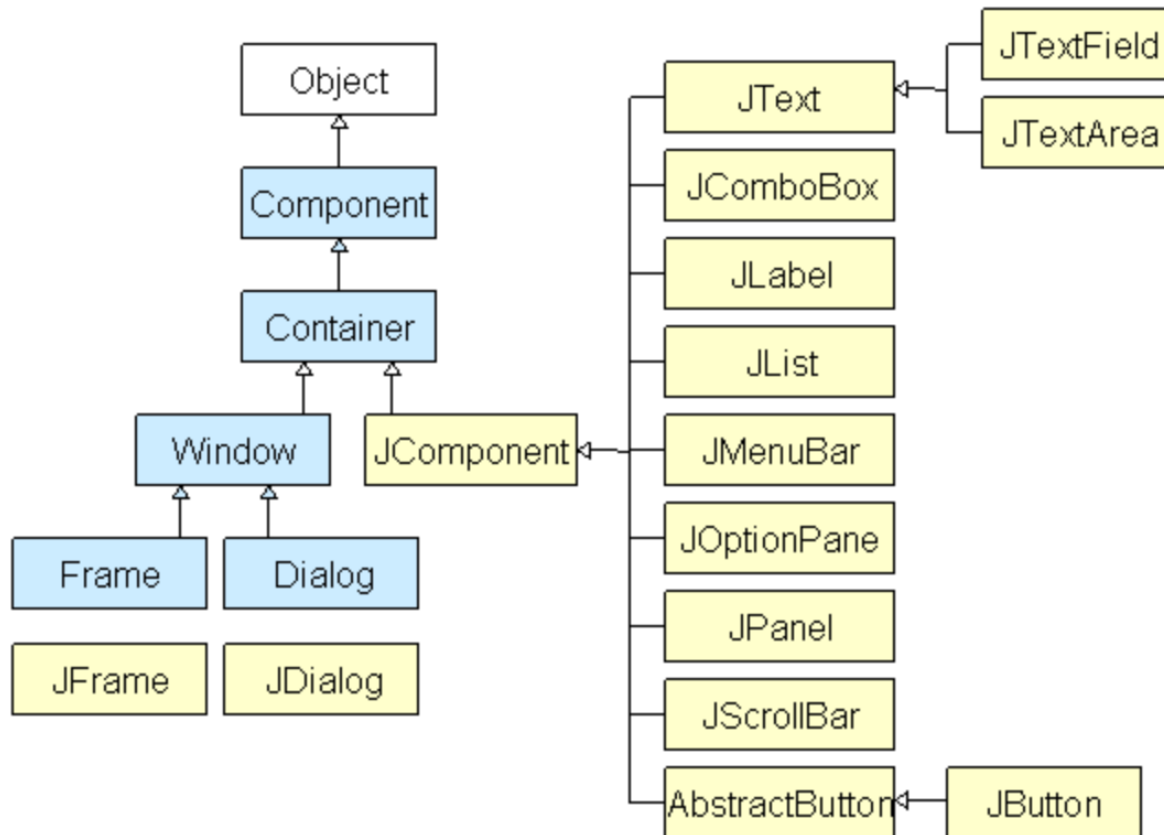 Object
Component
Container
Window
JComponent
Frame
Dialog
JFrame
JDialog
JText
JComboBox
JLabel
JList
JMenuBar
JOptionPane
JPanel
JScrollBar
AbstractButton
JTextField
JTextArea
JButton